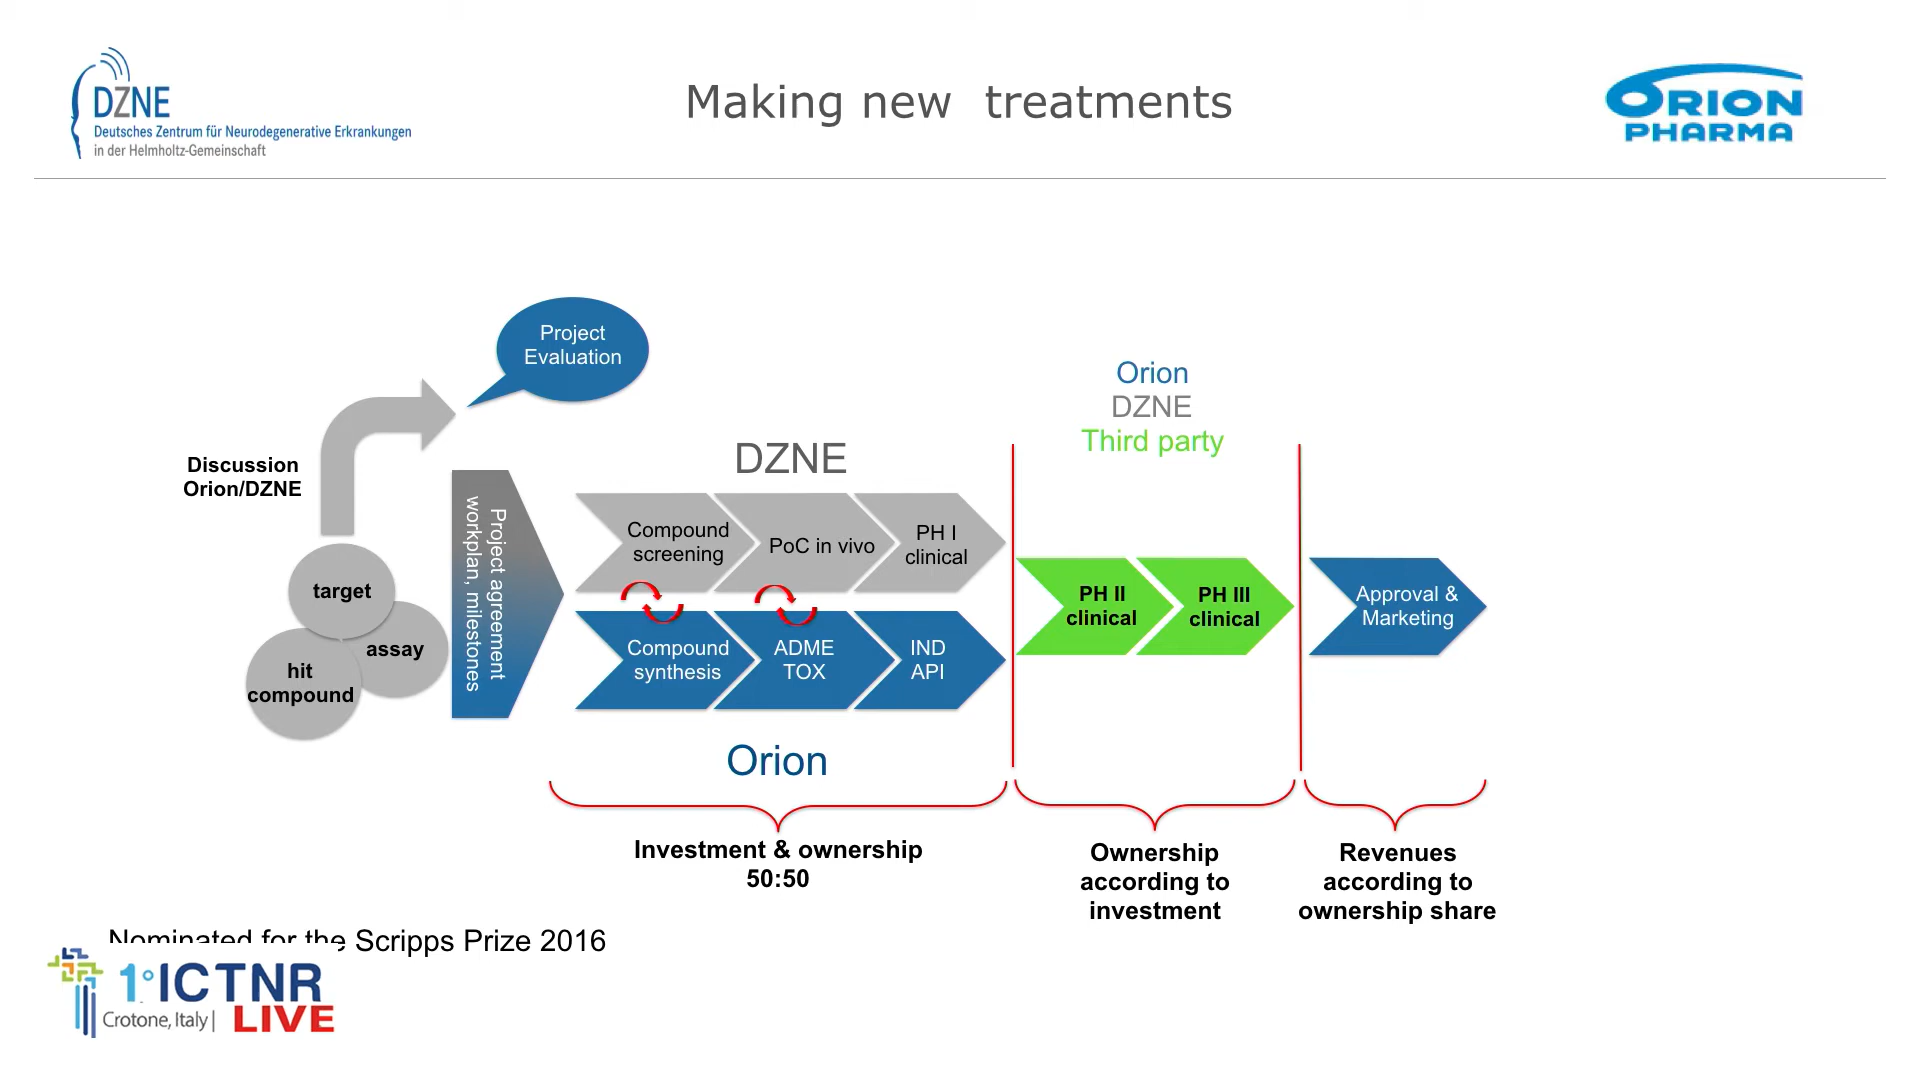 DZNE
Deutsches Zentrum für Neurodegenerative Erkrankungen
in der Helmholtz-Gemeinschaft
Making new treatments
ORION
PHARMA
Project
Evaluation
Discussion
Orion/DZNE
target
assay
hit
compound
Project agreement
workplan, milestones
DZNE
Compound
screening
PoC in vivo
PH I
clinical
Compound
synthesis
ADME
TOX
IND
API
Orion
Orion
DZNE
Third party
PH II
clinical
PH III
clinical
Approval &
Marketing
Investment & ownership
50:50
Ownership
according to
investment
Revenues
according to
ownership share
Nominated for the Scripps Prize 2016
1°ICTNR
Crotone, Italy|
LIVE